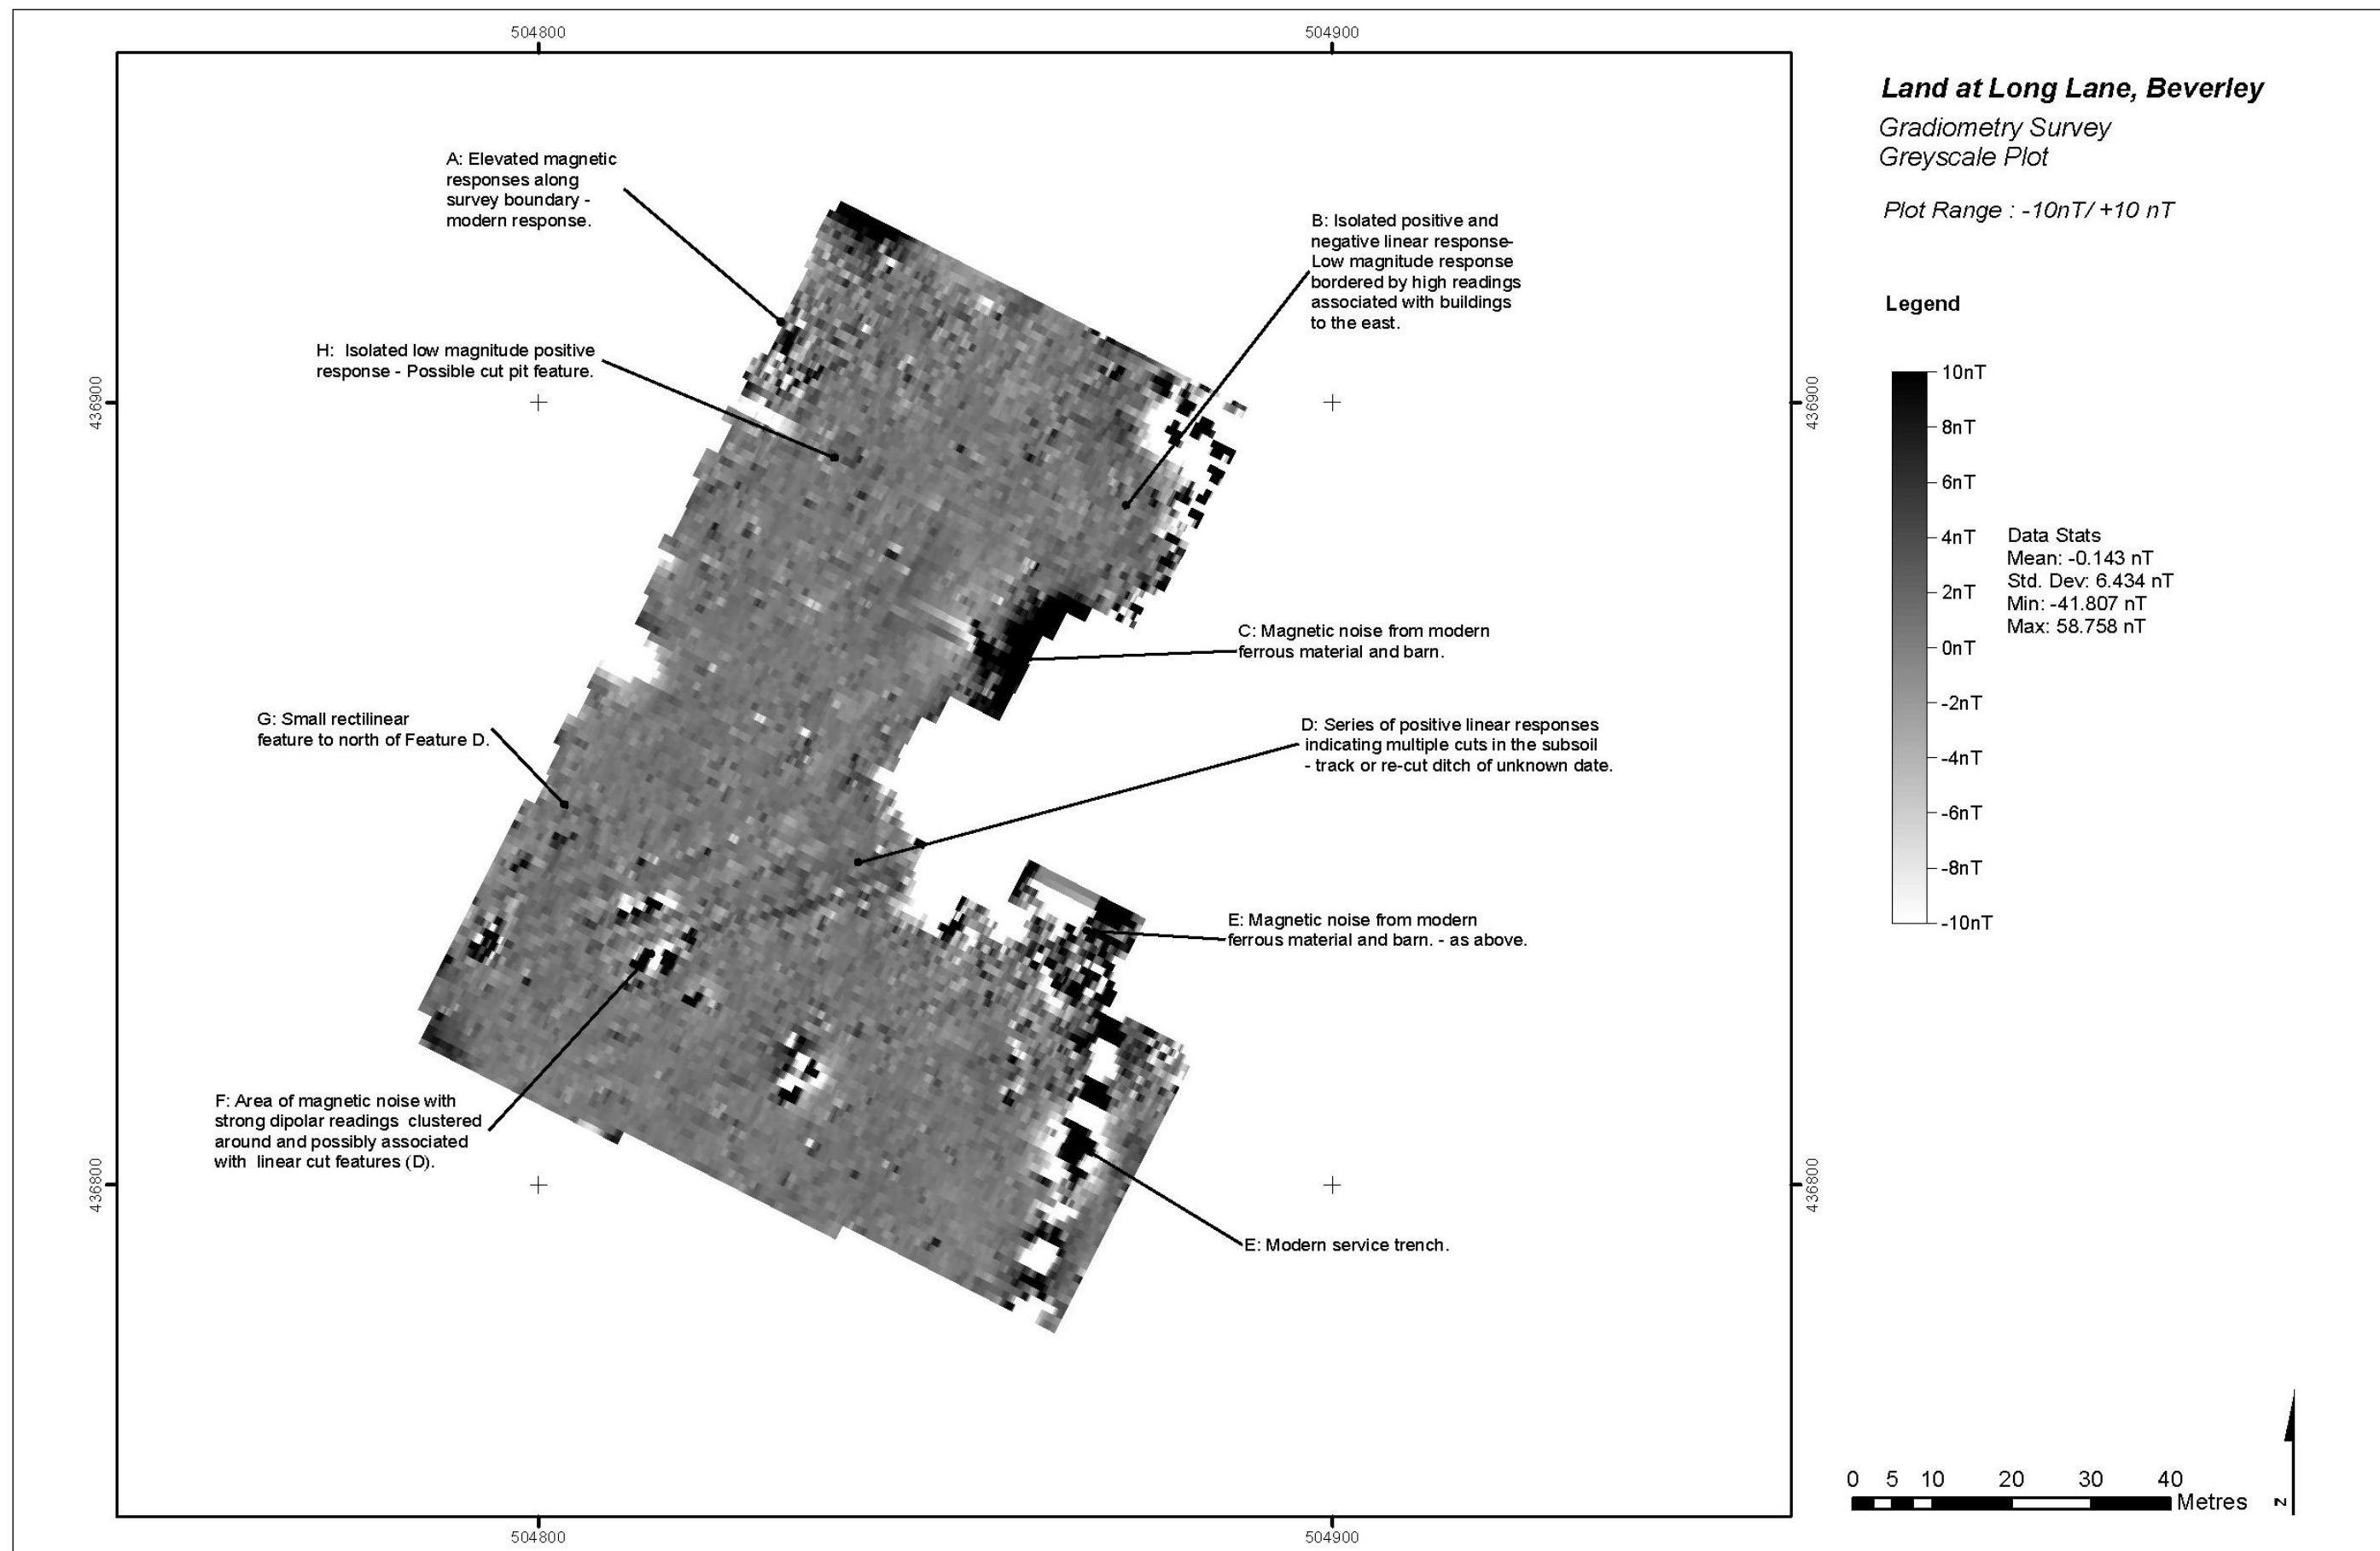 504800
504900
Land at Long Lane, Beverley
Gradiometry Survey
Greyscale Plot
Plot Range : -10nT/ +10 nT
A: Elevated magnetic
responses along
survey boundary -
modern response.
B: Isolated positive and
negative linear response-
Low magnitude response
bordered by high readings
associated with buildings
to the east.
H:  Isolated low magnitude positive
response - Possible cut pit feature.
436900
436900
Legend
10nT
8nT
6nT
4nT
2nT
0nT
-2nT
-4nT
-6nT
-8nT
-10nT
Data Stats
Mean: -0.143 nT
Std. Dev: 6.434 nT
Min: -41.807 nT
Max: 58.758 nT
C: Magnetic noise from modern
ferrous material and barn.
G: Small rectilinear
feature to north of Feature D.
D: Series of positive linear responses
indicating multiple cuts in the subsoil
- track or re-cut ditch of unknown date.
E: Magnetic noise from modern
ferrous material and barn. - as above.
F: Area of magnetic noise with
strong dipolar readings  clustered
around and possibly associated
with  linear cut features (D).
436800
436800
E: Modern service trench.
0 5 10 20 30 40
Metres
N
504800
504900